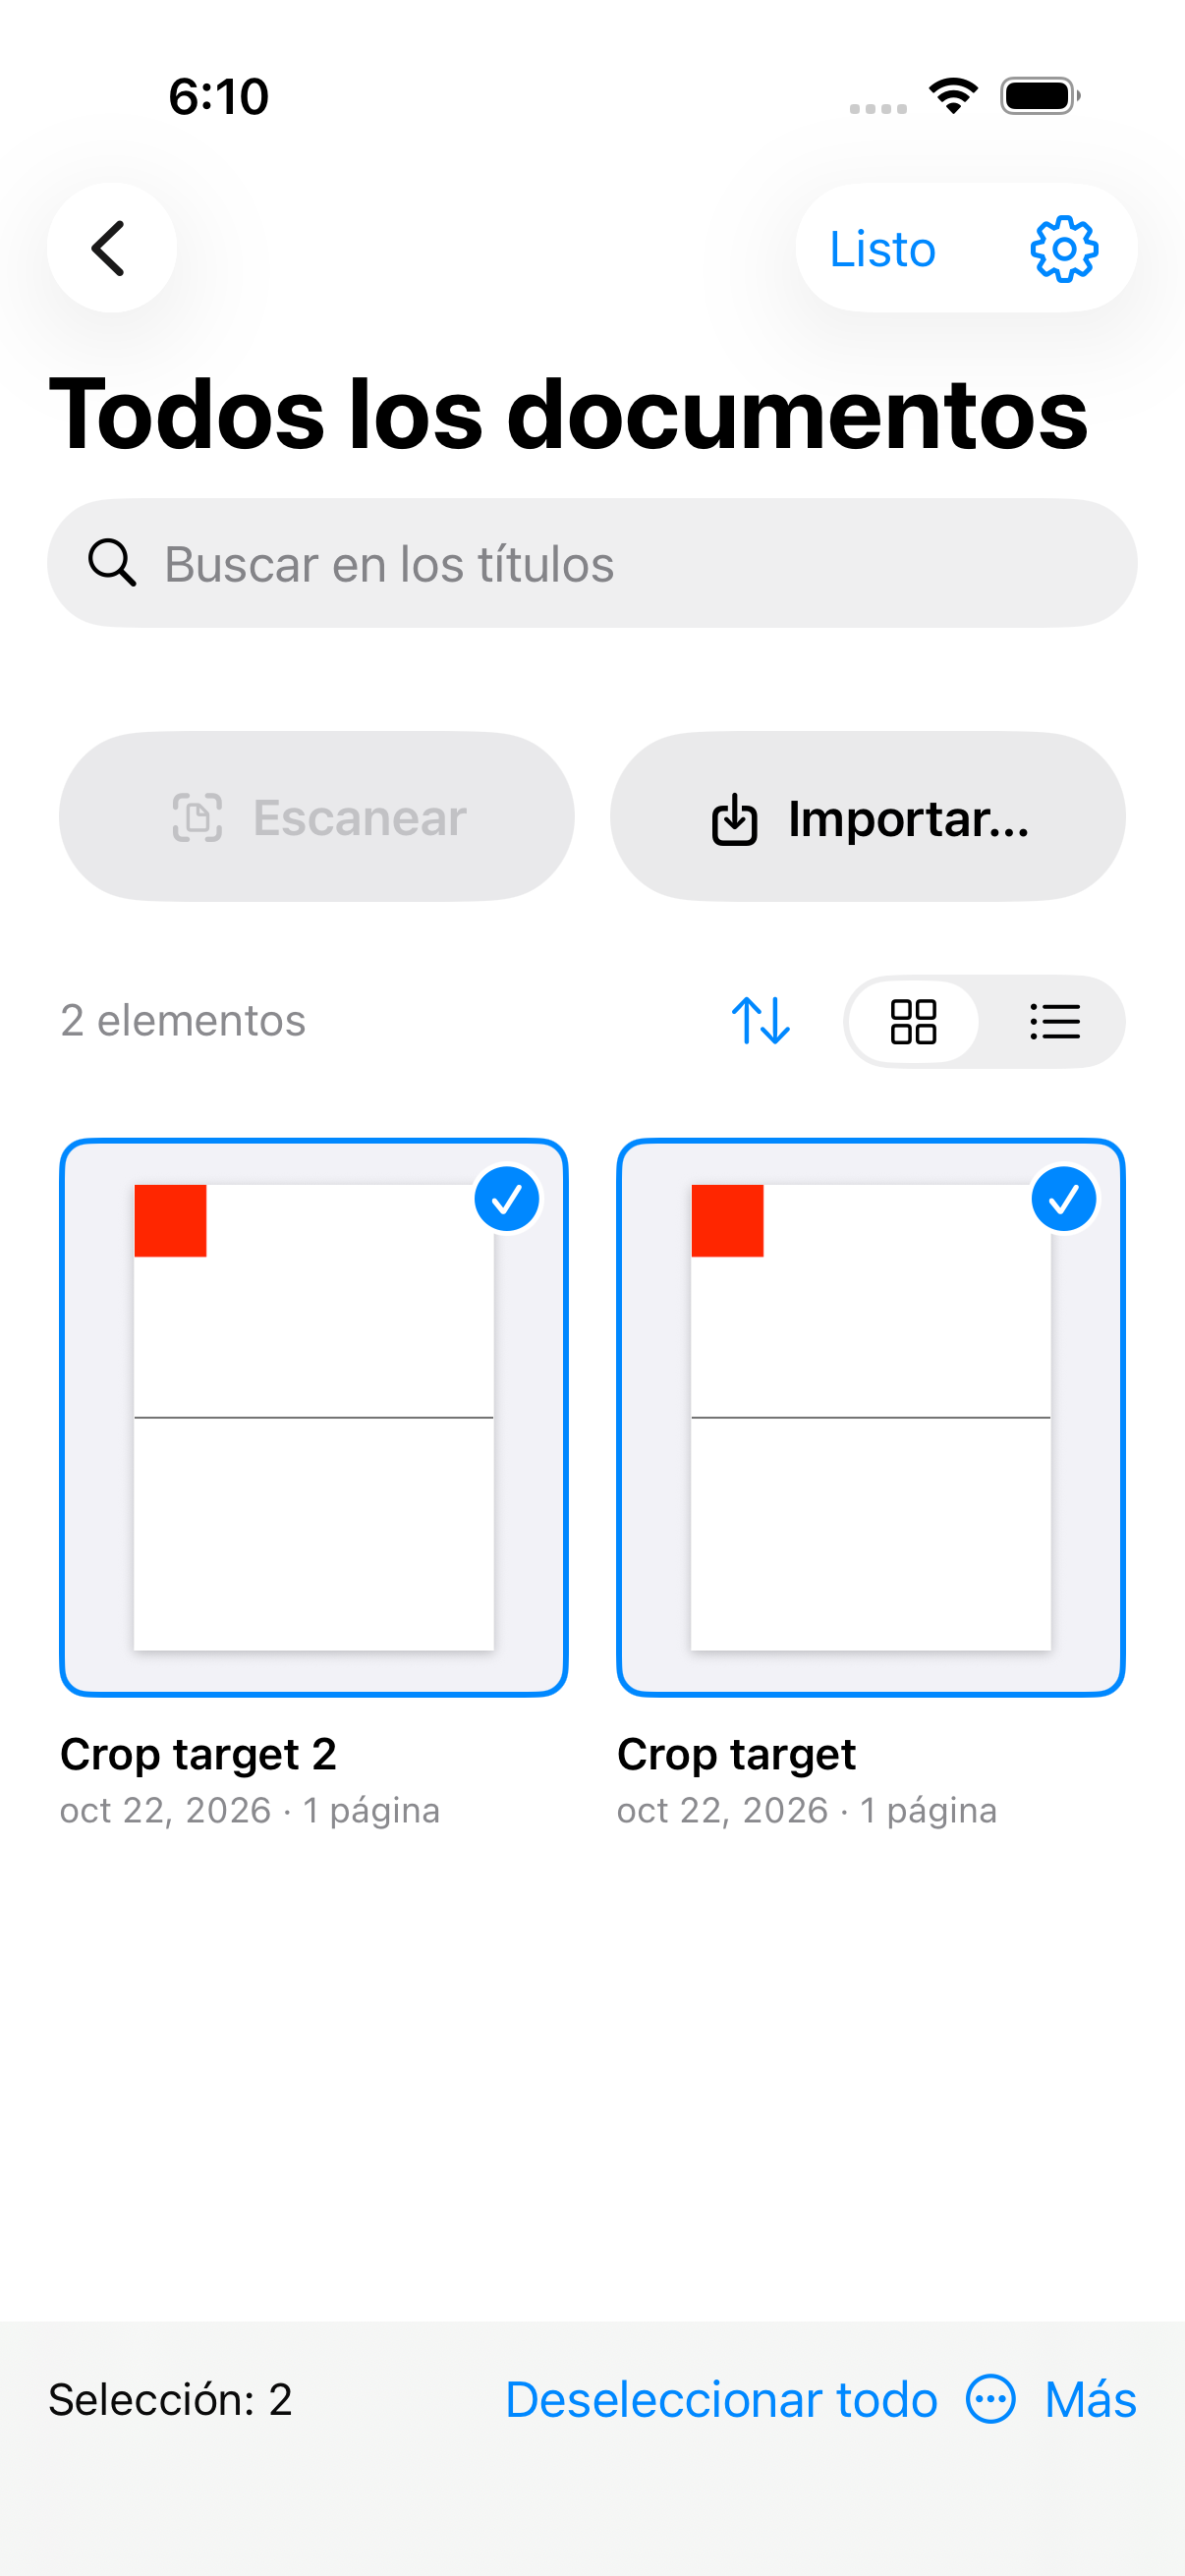 6:10
Listo
Todos los documentos
Buscar en los títulos
Escanear
Importar...
2 elementos
Crop target 2
oct 22, 2026 · 1 página
Crop target
oct 22, 2026 · 1 página
Selección: 2
Deseleccionar todo
Más